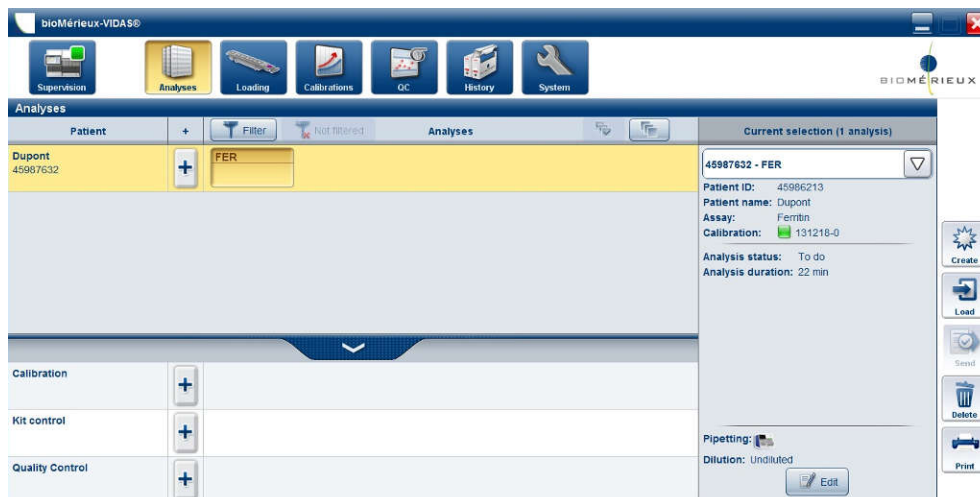 bioMérieux-VIDAS®
Supervision
Analyses
Loading
Calibrations
QC
History
System
BIOMÉRIEUX
Analyses
Patient
+
Filter
Not filtered
Analyses
Current selection (1 analysis)
Dupont
45987632
+
FER
45987632 - FER
Patient ID: 45986213
Patient name: Dupont
Assay: Ferritin
Calibration: 131218-0
Analysis status: To do
Analysis duration: 22 min
Create
Load
Send
Delete
Print
Calibration
+
Kit control
+
Quality Control
+
Pipetting:
Dilution: Undiluted
Edit